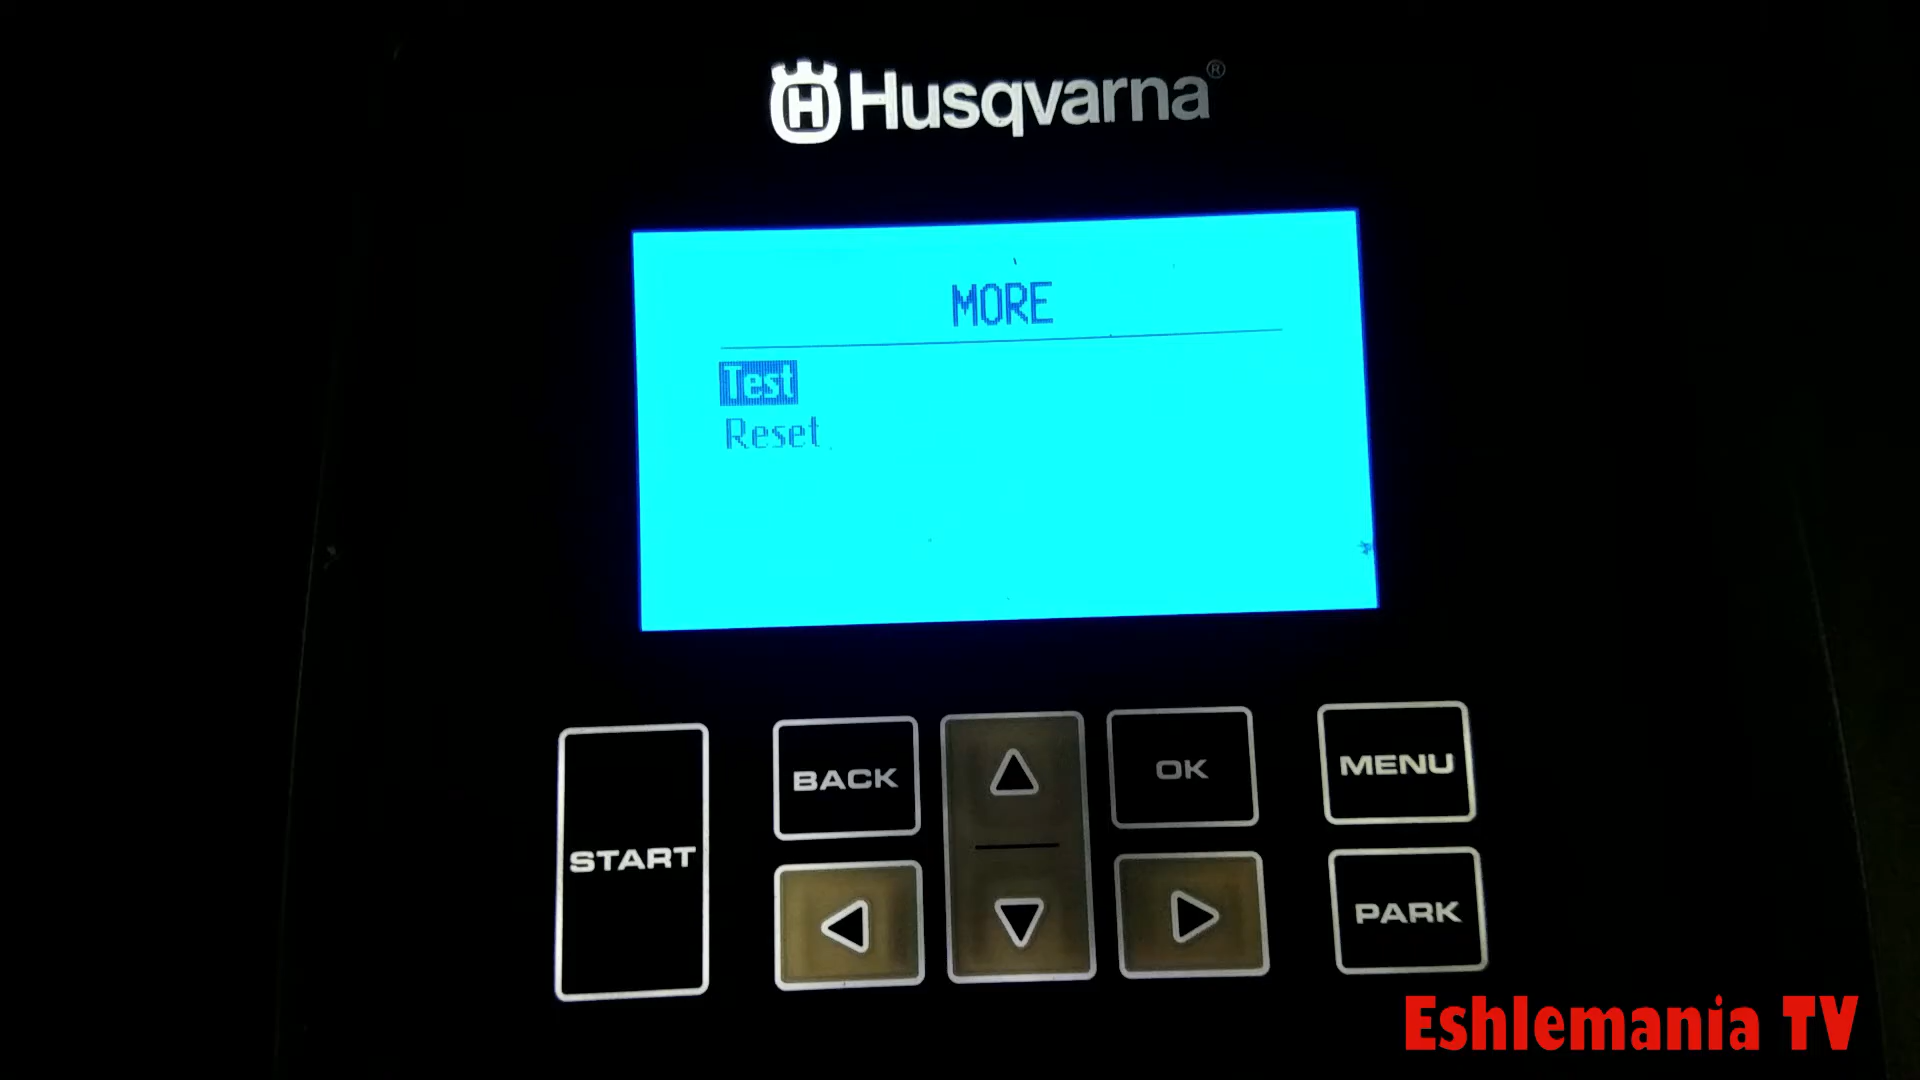 H Husqvarna®
MORE
Test
Reset
START
BACK
OK
MENU
PARK
Eshlemania TV